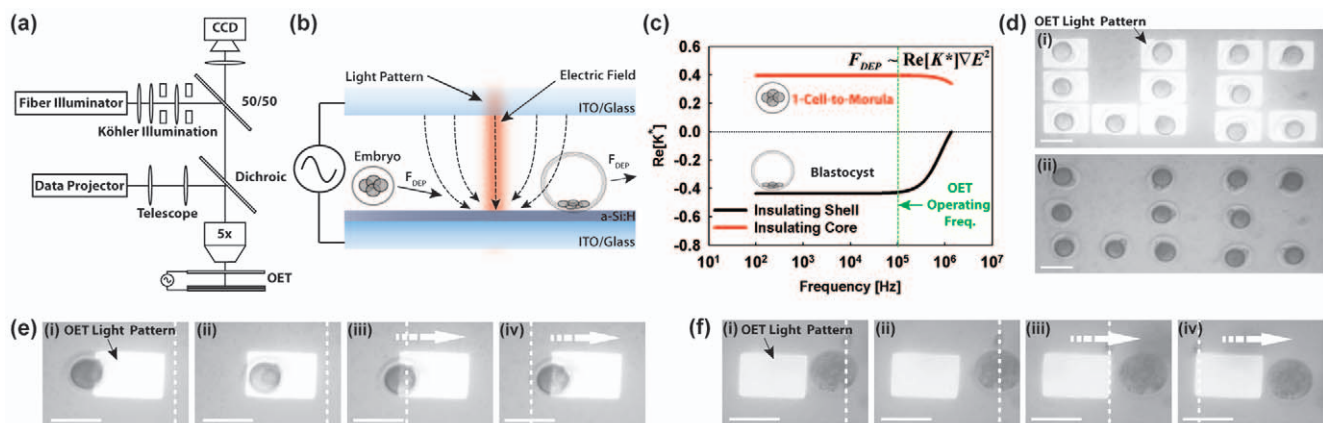 (a)
CCD
Fiber Illuminator
50/50
Köhler Illumination
Data Projector
Dichroic
Telescope
5x
OET
(b)
Light Pattern
Electric Field
ITO/Glass
Embryo
F_DEP
F_DEP
a-Si:H
ITO/Glass
(c)
F_DEP ~ Re[K*]∇E²
0.6
0.4
0.2
0.0
-0.2
-0.4
-0.6
-0.8
Re[K*]
1-Cell-to-Morula
Blastocyst
OET
Operating
Freq.
Insulating Shell
Insulating Core
10¹ 10² 10³ 10⁴ 10⁵ 10⁶ 10⁷
Frequency [Hz]
(d)
OET Light Pattern
(i)
(ii)
(e)
(i) OET Light Pattern
(ii)
(iii)
(iv)
(f)
(i) OET Light Pattern
(ii)
(iii)
(iv)